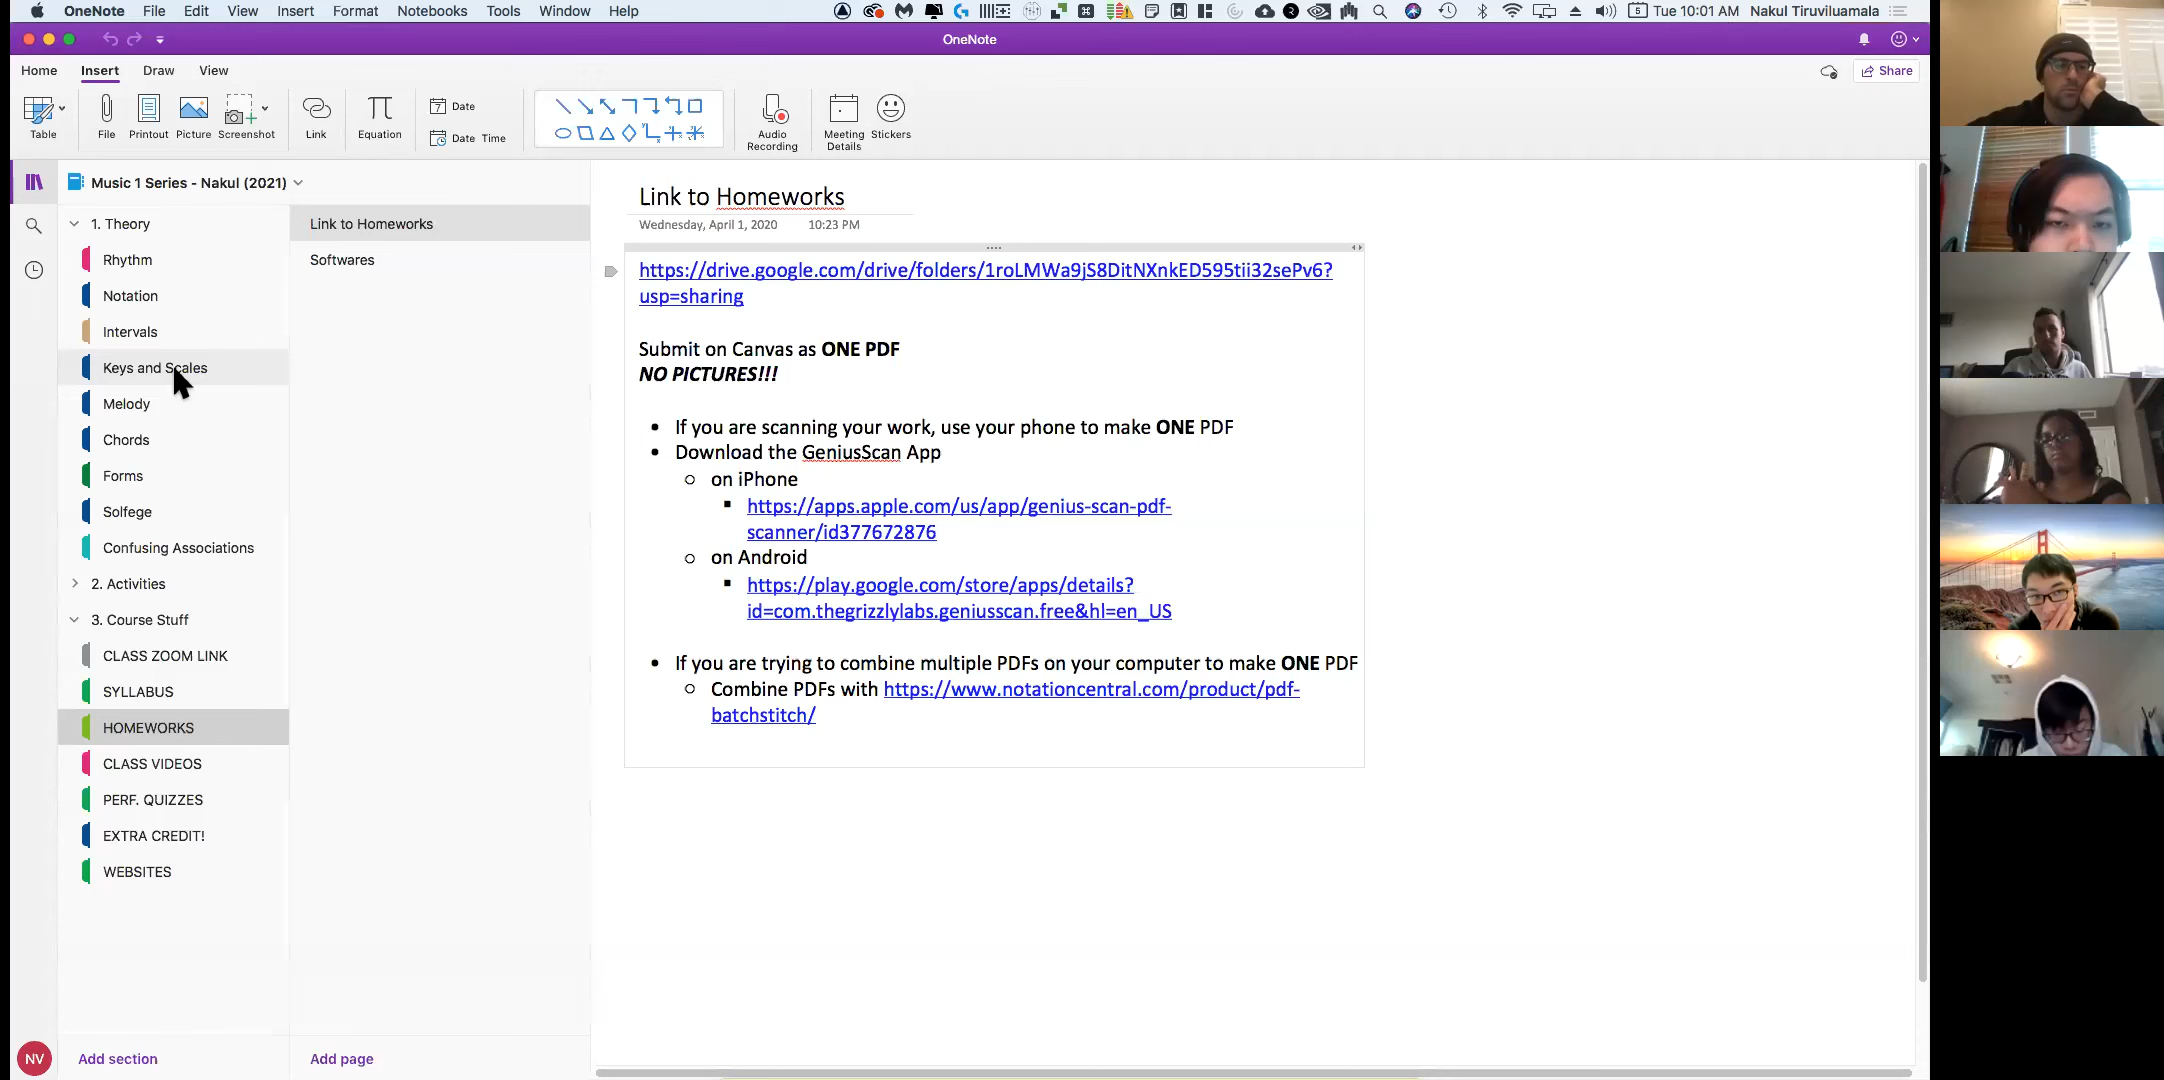 OneNote File Edit View Insert Format Notebooks Tools Window Help
Tue 10:01 AM Nakul Tiruviluamala
OneNote
Home Insert Draw View
Share
Table
File
Printout
Picture
Screenshot
Link
Equation
Date
Date Time
Audio Recording
Meeting Details
Stickers
Music 1 Series - Nakul (2021)
1. Theory
Rhythm
Notation
Intervals
Keys and Scales
Melody
Chords
Forms
Solfege
Confusing Associations
2. Activities
3. Course Stuff
CLASS ZOOM LINK
SYLLABUS
HOMEWORKS
CLASS VIDEOS
PERF. QUIZZES
EXTRA CREDIT!
WEBSITES
NV
Add section
Link to Homeworks
Softwares
Add page
Link to Homeworks
Wednesday, April 1, 2020 10:23 PM
https://drive.google.com/drive/folders/1roLMWa9jS8DitNXnkED595tii32sePv6?
usp=sharing
Submit on Canvas as ONE PDF
NO PICTURES!!!
• If you are scanning your work, use your phone to make ONE PDF
• Download the GeniusScan App
○ on iPhone
▪ https://apps.apple.com/us/app/genius-scan-pdf-
scanner/id377672876
○ on Android
▪ https://play.google.com/store/apps/details?
id=com.thegrizzlylabs.geniusscan.free&hl=en_US
• If you are trying to combine multiple PDFs on your computer to make ONE PDF
○ Combine PDFs with https://www.notationcentral.com/product/pdf-
batchstitch/